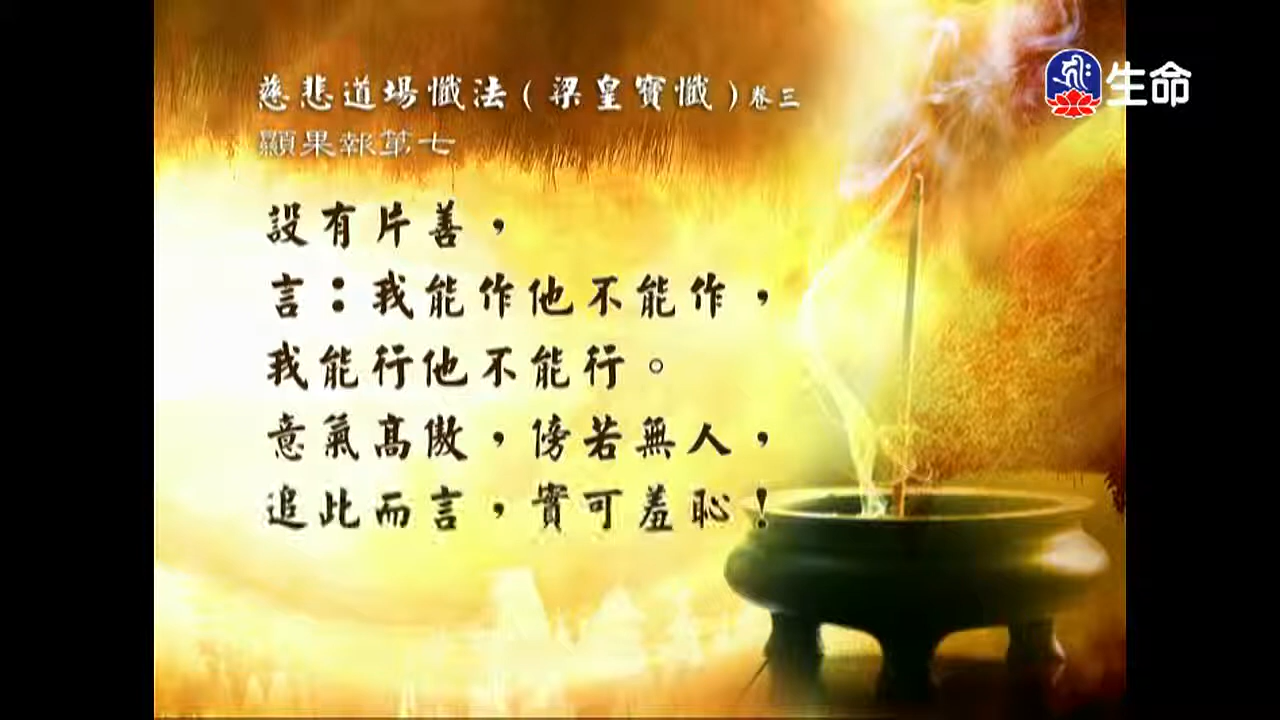 慈悲道場懺法(梁皇寶懺)卷三
顯果報第七
生命
設有片善，
言：我能作他不能作，
我能行他不能行。
意氣高傲，傍若無人，
追此而言，實可羞恥！